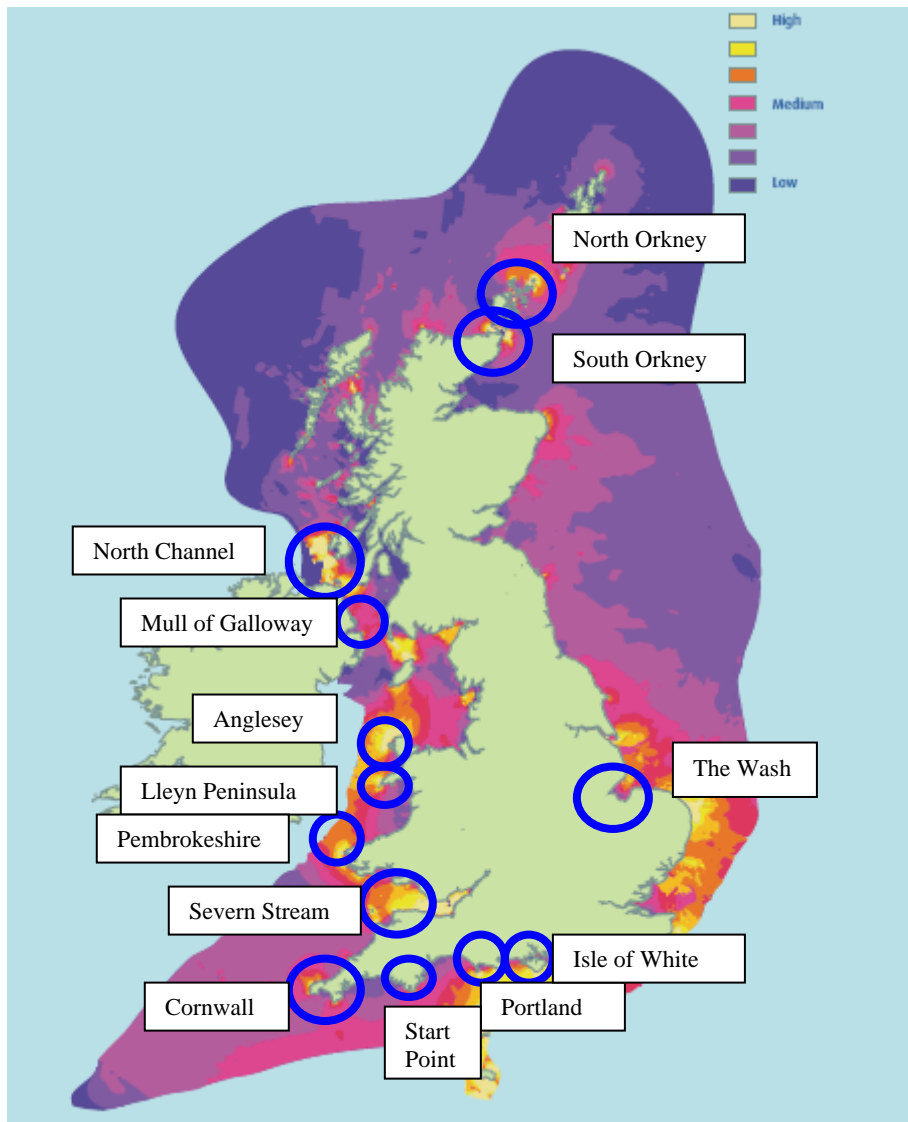 High
Medium
Low
North Orkney
South Orkney
North Channel
Mull of Galloway
Anglesey
The Wash
Lleyn Peninsula
Pembrokeshire
Severn Stream
Isle of White
Cornwall
Portland
Start
Point